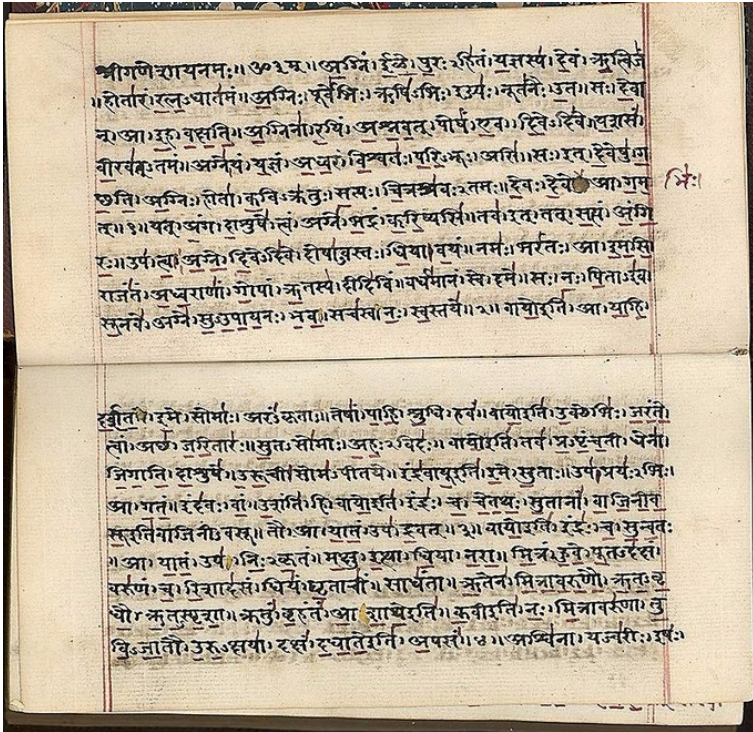 श्रीगणेशायनमः॥ ॐ३म्॥ अग्निं। ईळे। पुरःऽहितं। यज्ञस्य। देवं। ऋत्विजं
॥होतारं। रत्नऽधातमं॥ अग्निः। पूर्वेभिः। ऋषिऽभिः। ईड्यः। नूतनैः। उत। सः। देवा
न्। आ। इह। वक्षति॥ अग्निना। रयिं। अश्नवत्। पोषं। एव। दिवेऽदिवे। यशसं
वीरवत्ऽतमं॥ अग्ने। यं। यज्ञं। अध्वरं। विश्वतः। परिऽभूः। असि। सः। इत्। देवेषु। ग
च्छति॥ अग्निः। होता। कविऽक्रतुः। सत्यः। चित्रश्रवःऽतमः। देवः। देवे आ। गम
भिः।
त्॥१॥ यत्। अंग। दाशुषे। त्वं। अग्ने। भद्रं। करिष्यसि। तव। इत्। तत्। सत्यं। अंगि
रः॥ उप। त्वा। अग्ने। दिवेऽदिवे। दोषाऽवस्तः। धिया। वयं। नमः। भरंतः। आ। इमसि
राजंतं। अध्वराणां। गोपां। ऋतस्य। दीदिविं। वर्धमानं। स्वे। दमे॥ सः। नः। पिताऽइव
सूनवे। अग्ने। सुऽउपायनः। भव। सचस्व। नः। स्वस्तये॥२॥ वायोइति। आ। याहि।
दर्शत। इमे। सोमाः। अरंऽकृताः॥ तेषां। पाहि। श्रुधि। हवं॥ वायोइति। उक्थेभिः। जरंते
त्वां। अच्छ। जरितारः॥ सुतऽसोमाः। अहःऽविदः॥ वायोइति। तव। प्रऽपृंचती। धेना।
जिगाति। दाशुषे। उरूची। सोमऽपीतये॥ इंद्रवायूइति। इमे। सुताः॥ उप। प्रयःऽभिः।
आ। गतं॥ इंदवः। वां। उशंति। हि। वायोइति। इंद्रः। च। चेतथः। सुतानां। वाजिनीव
सूइतिवाजिनीऽवसू॥ तौ। आ। यातं। उप। द्रवत्॥३॥ वायोइति। इंद्रः। च। सुन्वतः
॥ आ। यातं। उप। निःऽकृतं॥ मक्षु। इत्था। धिया। नरा॥ मित्रं। हुवे। पूतऽदक्षं।
वरुणं। च। रिशादसं। धियं। घृताचीं। साधंता॥ ऋतेन। मित्रावरुणौ। ऋतऽवृ
धौ। ऋतऽस्पृशा॥ क्रतुं। बृहंतं। आशाथेइति॥ कवीइति। नः। मित्रावरुणा। तु
विऽजातौ। उरुऽक्षया। दक्षं। दधातेइति। अपसं॥४॥ अश्विना। यज्वरीः। इषः।